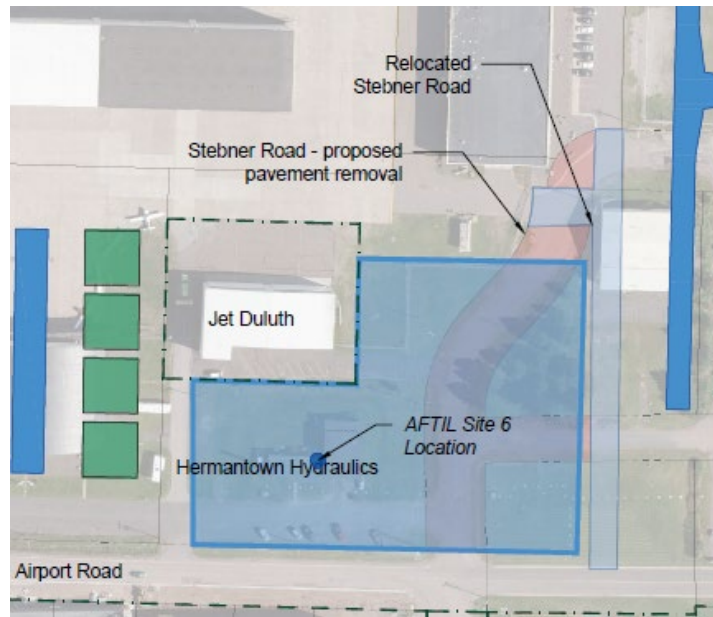 Relocated
Stebner Road
Stebner Road - proposed
pavement removal
Jet Duluth
AFTIL Site 6
Location
Hermantown Hydraulics
Airport Road